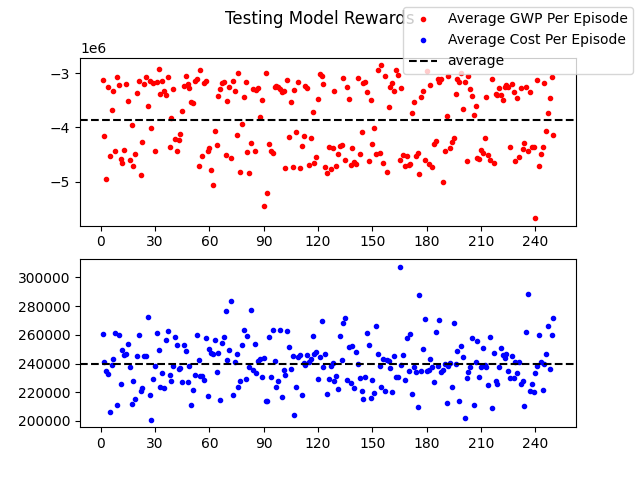 Testing Model Rewards
Average GWP Per Episode
Average Cost Per Episode
average
1e6
−3
−4
−5
0 30 60 90 120 150 180 210 240
300000
280000
260000
240000
220000
200000
0 30 60 90 120 150 180 210 240